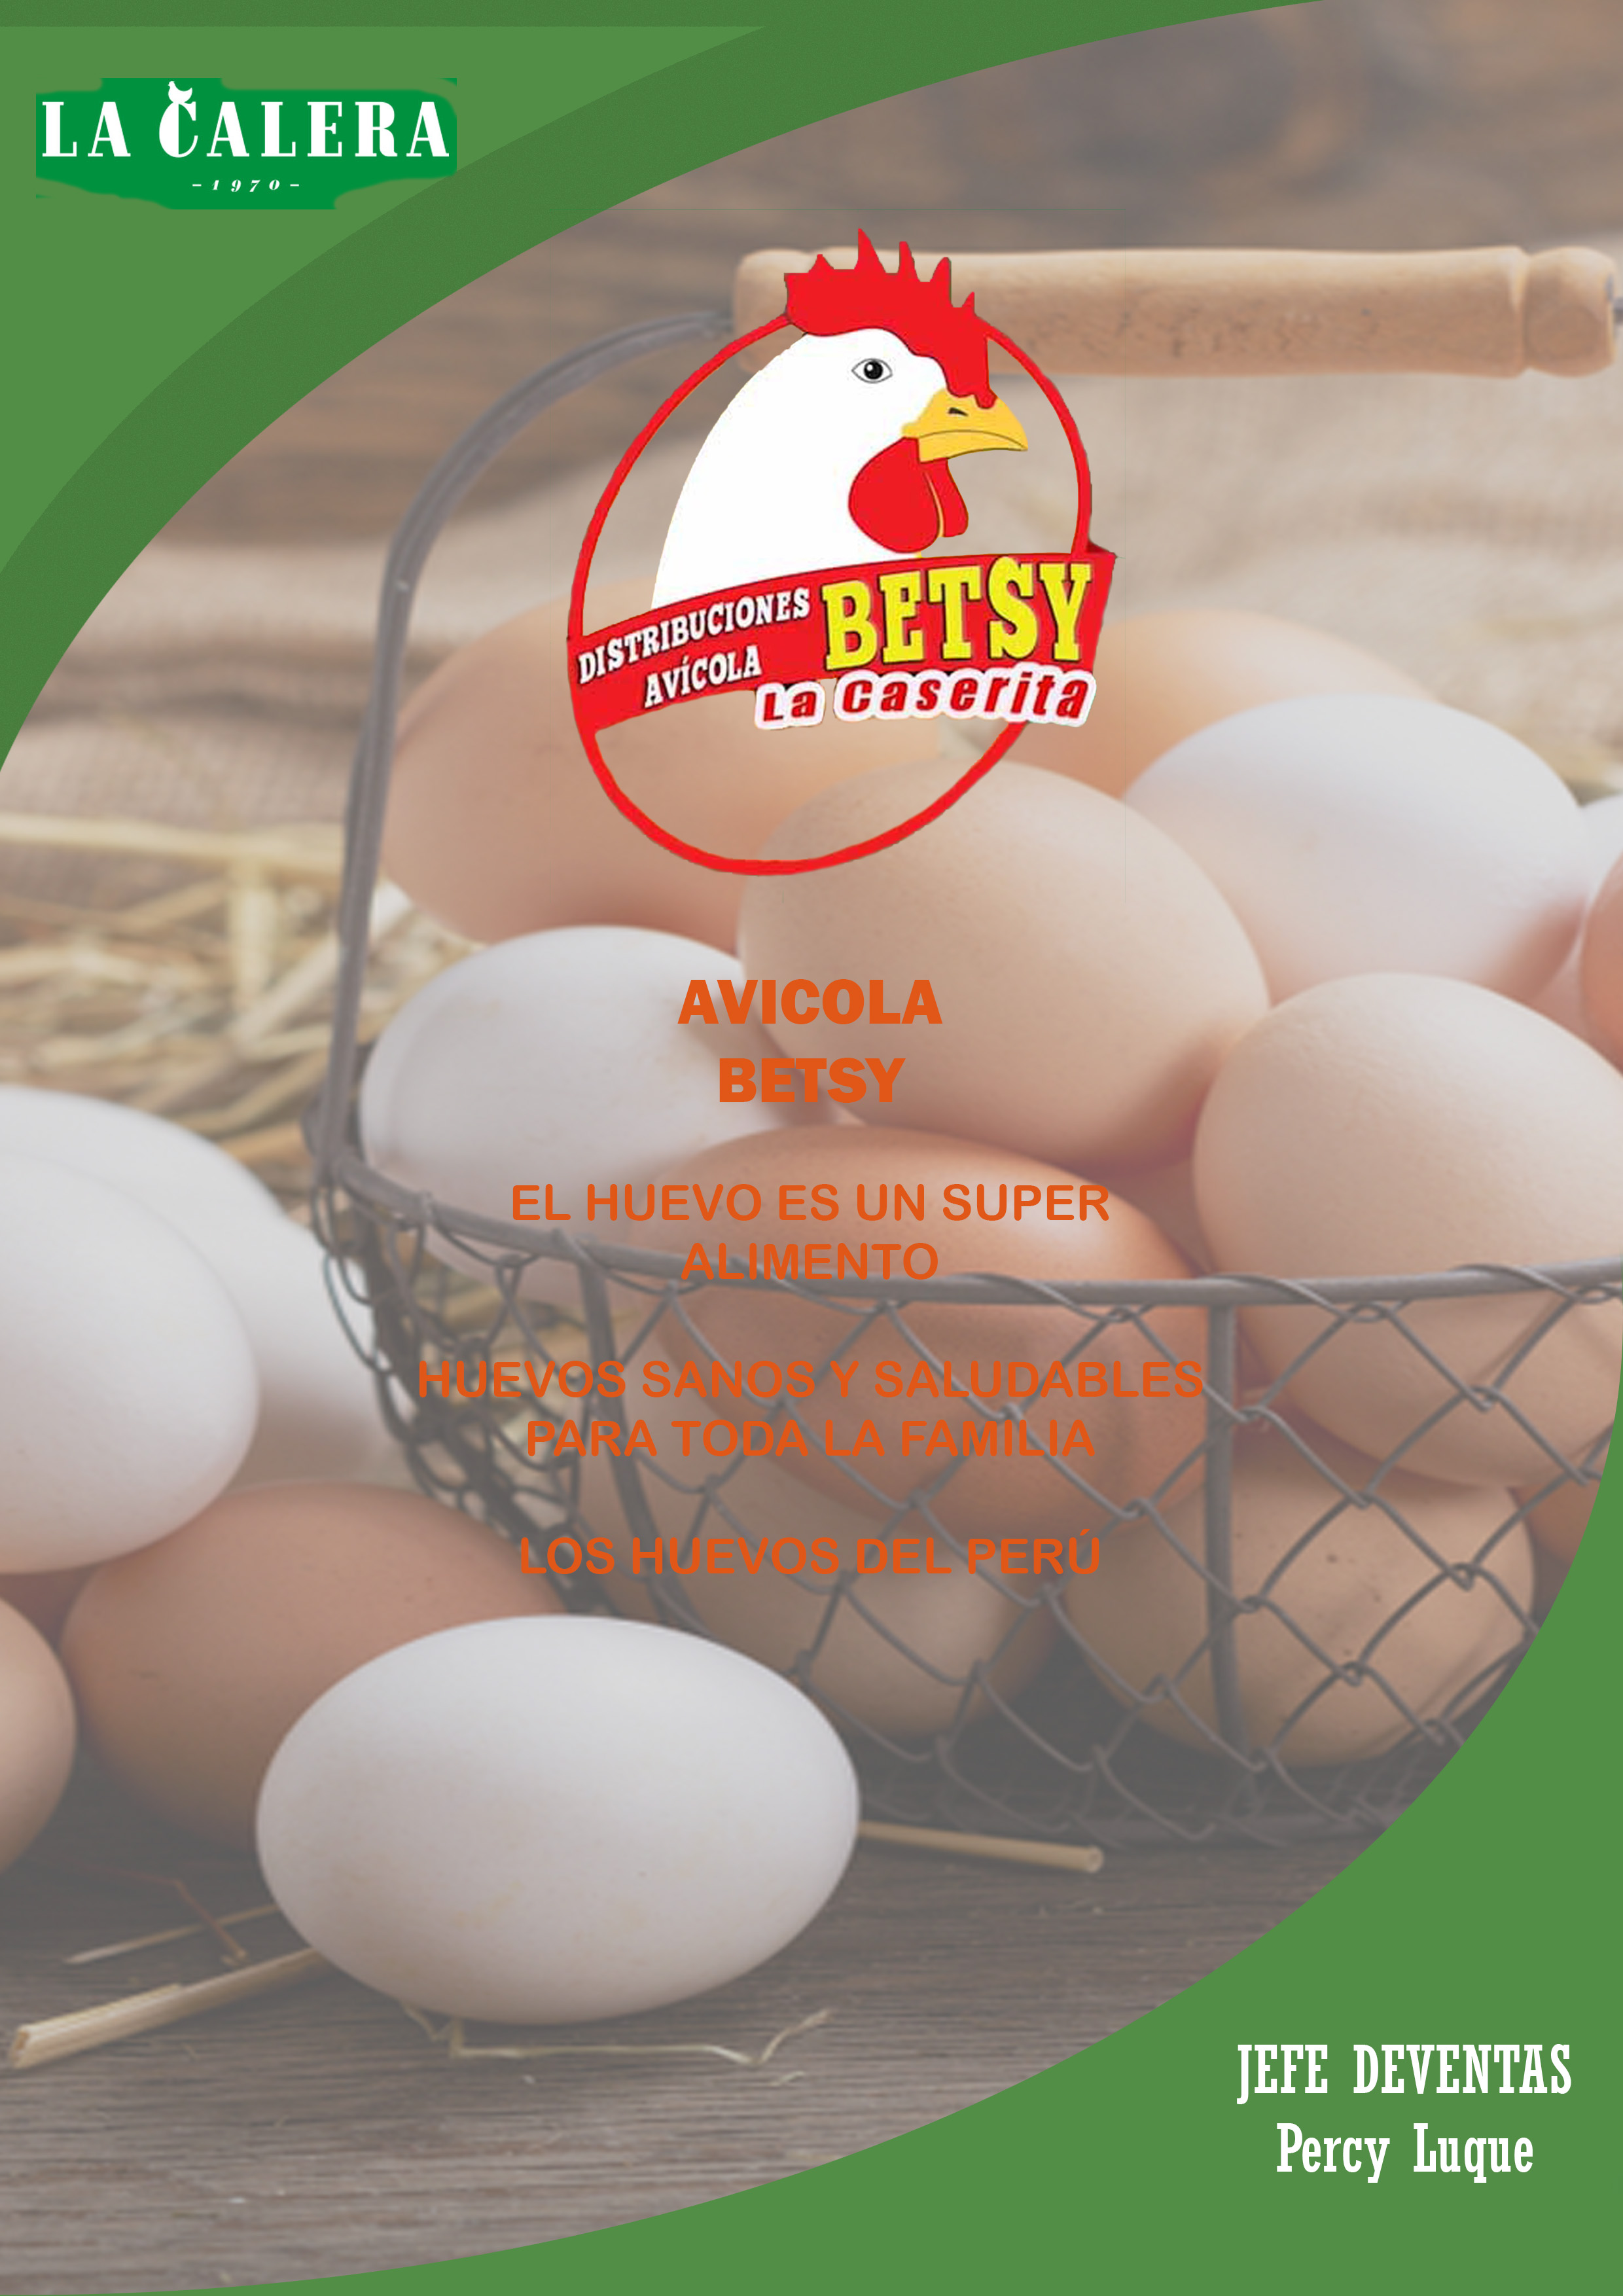 LA CALERA
- 1970 -
DISTRIBUCIONES
AVÍCOLA
BETSY
La Caserita
AVICOLA
BETSY
EL HUEVO ES UN SUPER
ALIMENTO
HUEVOS SANOS Y SALUDABLES
PARA TODA LA FAMILIA
LOS HUEVOS DEL PERÚ
JEFE DEVENTAS
Percy Luque